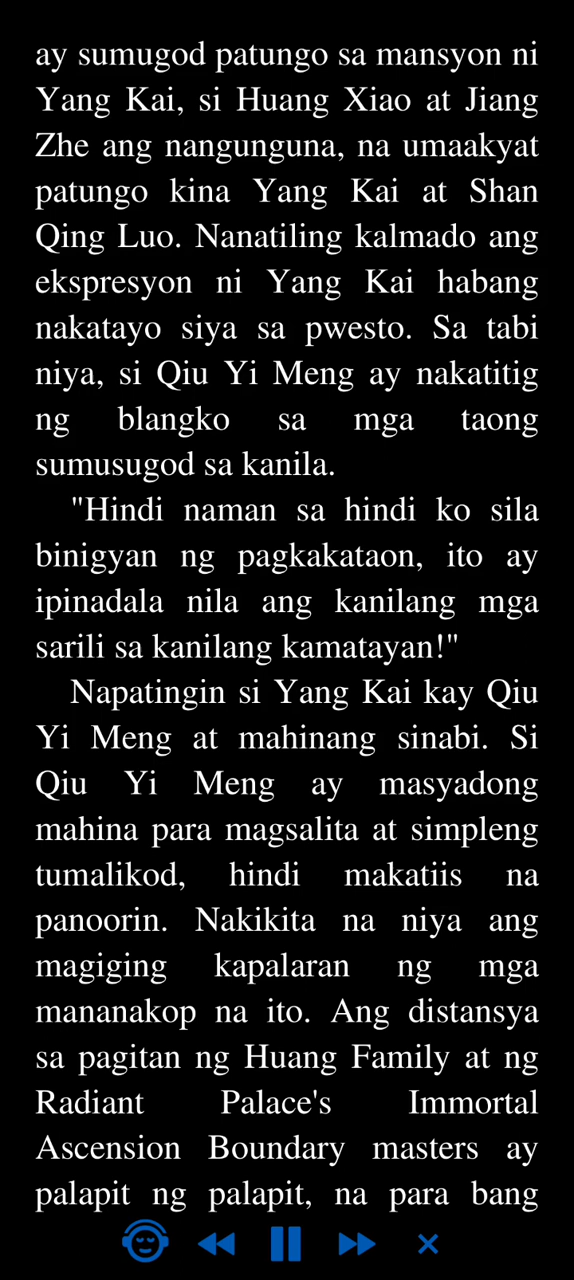 ay sumugod patungo sa mansyon ni
Yang Kai, si Huang Xiao at Jiang
Zhe ang nangunguna, na umaakyat
patungo kina Yang Kai at Shan
Qing Luo. Nanatiling kalmado ang
ekspresyon ni Yang Kai habang
nakatayo siya sa pwesto. Sa tabi
niya, si Qiu Yi Meng ay nakatitig
ng blangko sa mga taong
sumusugod sa kanila.
"Hindi naman sa hindi ko sila
binigyan ng pagkakataon, ito ay
ipinadala nila ang kanilang mga
sarili sa kanilang kamatayan!"
Napatingin si Yang Kai kay Qiu
Yi Meng at mahinang sinabi. Si
Qiu Yi Meng ay masyadong
mahina para magsalita at simpleng
tumalikod, hindi makatiis na
panoorin. Nakikita na niya ang
magiging kapalaran ng mga
mananakop na ito. Ang distansya
sa pagitan ng Huang Family at ng
Radiant Palace's Immortal
Ascension Boundary masters ay
palapit ng palapit, na para bang